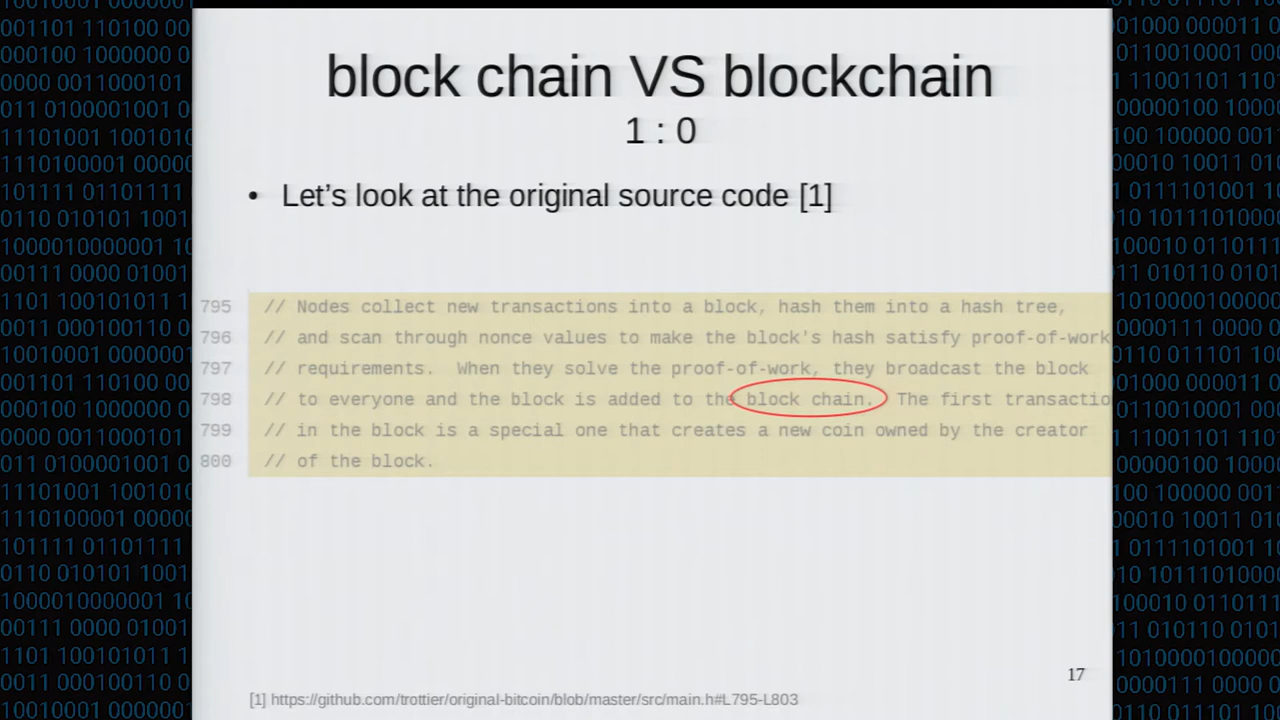 block chain VS blockchain
1 : 0
• Let’s look at the original source code [1]
795 // Nodes collect new transactions into a block, hash them into a hash tree,
796 // and scan through nonce values to make the block's hash satisfy proof-of-work
797 // requirements.  When they solve the proof-of-work, they broadcast the block
798 // to everyone and the block is added to the block chain.  The first transactio
799 // in the block is a special one that creates a new coin owned by the creator
800 // of the block.
17
[1] https://github.com/trottier/original-bitcoin/blob/master/src/main.h#L795-L803